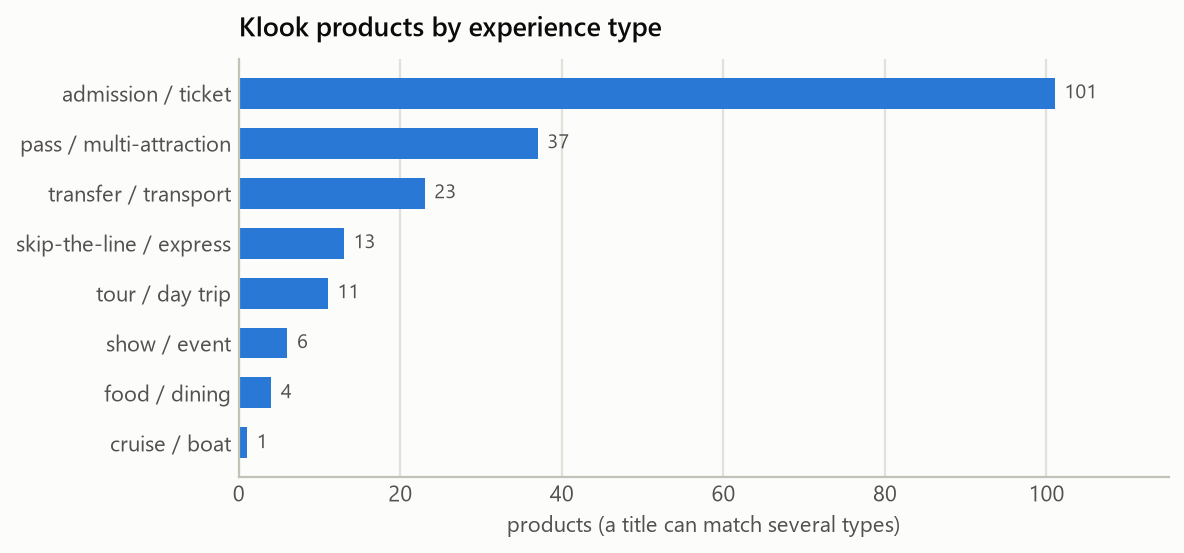 Klook products by experience type
admission / ticket 101
pass / multi-attraction 37
transfer / transport 23
skip-the-line / express 13
tour / day trip 11
show / event 6
food / dining 4
cruise / boat 1
0 20 40 60 80 100
products (a title can match several types)